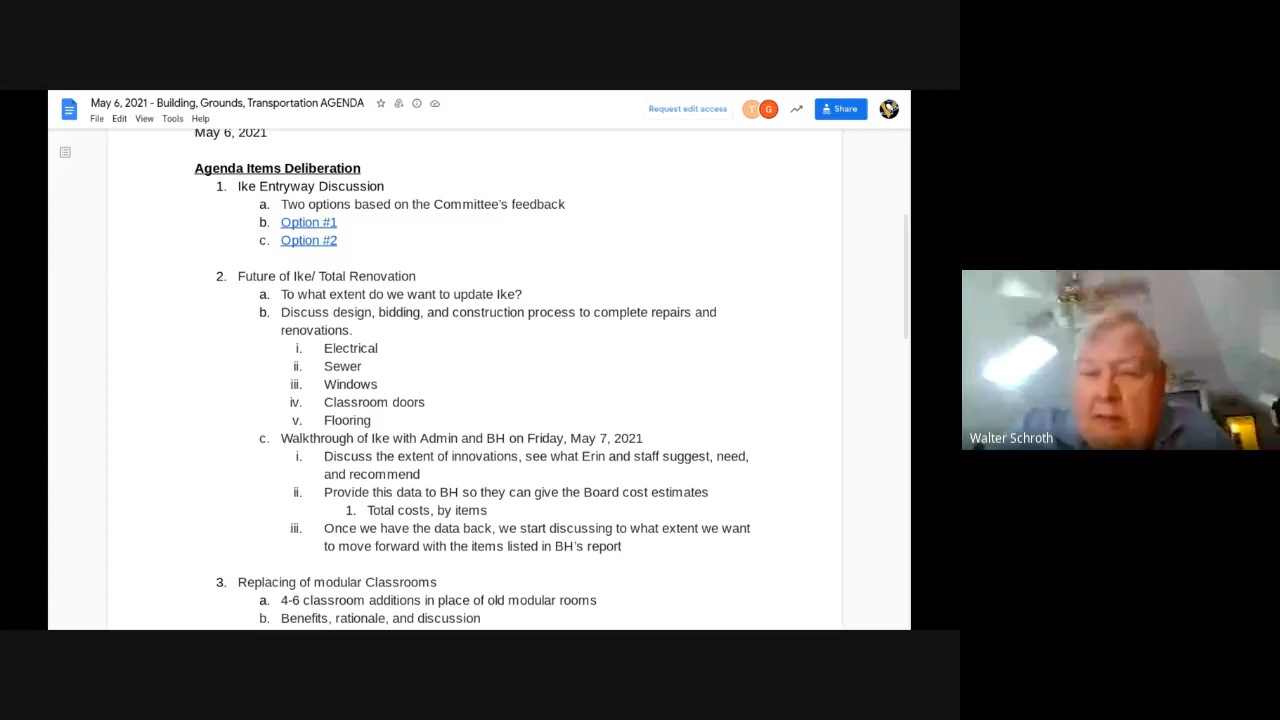 May 6, 2021 - Building, Grounds, Transportation AGENDA
File Edit View Tools Help
Request edit access
T G
Share
May 6, 2021
Agenda Items Deliberation
1. Ike Entryway Discussion
a. Two options based on the Committee's feedback
b. Option #1
c. Option #2
2. Future of Ike/ Total Renovation
a. To what extent do we want to update Ike?
b. Discuss design, bidding, and construction process to complete repairs and
renovations.
i. Electrical
ii. Sewer
iii. Windows
iv. Classroom doors
v. Flooring
c. Walkthrough of Ike with Admin and BH on Friday, May 7, 2021
i. Discuss the extent of innovations, see what Erin and staff suggest, need,
and recommend
ii. Provide this data to BH so they can give the Board cost estimates
1. Total costs, by items
iii. Once we have the data back, we start discussing to what extent we want
to move forward with the items listed in BH's report
3. Replacing of modular Classrooms
a. 4-6 classroom additions in place of old modular rooms
b. Benefits, rationale, and discussion
Walter Schroth